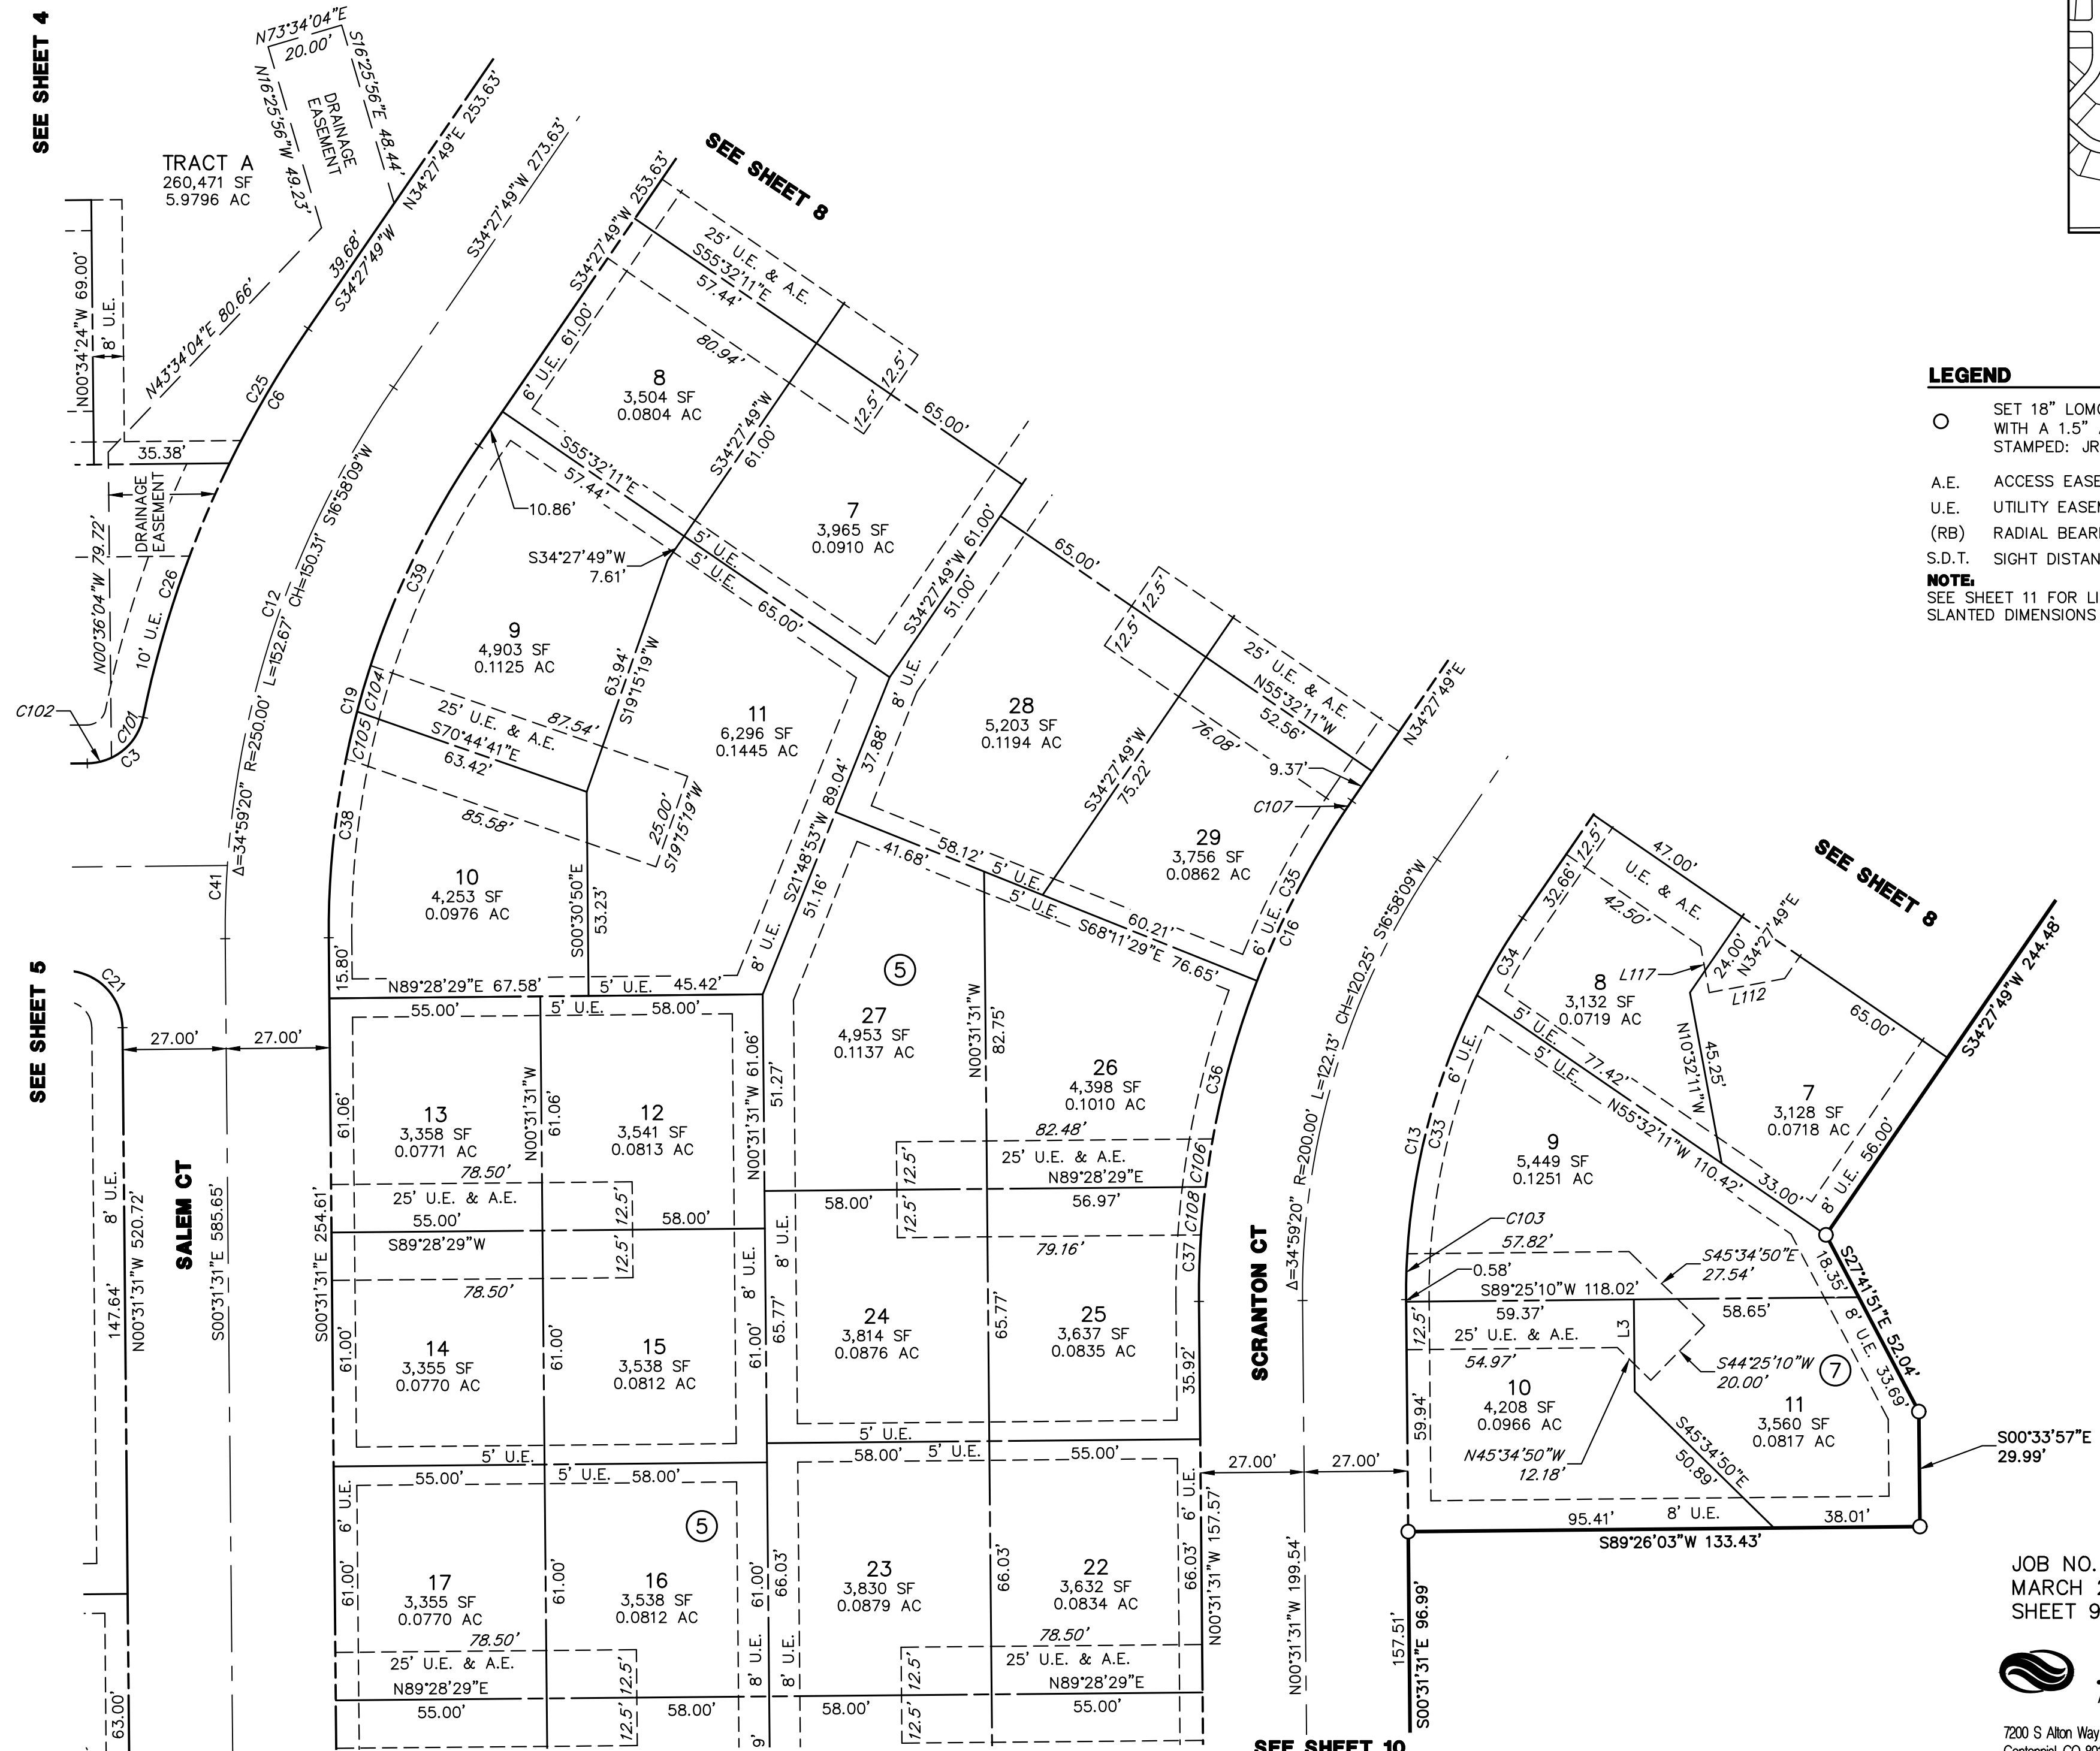 SEE SHEET 4
N73°34'04"E
20.00'
S16°25'56"E 48.44'
N16°25'56"W 49.23'
DRAINAGE
EASEMENT
TRACT A
260,471 SF
5.9796 AC
N34°27'49"E 253.63'
39.68'
S34°27'49"W
S34°27'49"W 273.63'
N43°34'04"E 80.66'
N00°34'24"W 69.00'
8' U.E.
C25
C6
35.38'
DRAINAGE
EASEMENT
N00°36'04"W 79.72'
10' U.E.
C26
C102
C101
C3
C12
Δ=34°59'20" R=250.00' L=152.67' CH=150.31' S16°58'09"W
C41
SEE SHEET 8
S34°27'49"W 253.63'
25' U.E. & A.E.
S55°32'11"E
57.44'
80.94'
12.5'
12.5'
65.00'
6' U.E.
61.00'
8
3,504 SF
0.0804 AC
S34°27'49"W
61.00'
7
3,965 SF
0.0910 AC
S55°32'11"E
57.44'
10.86'
S34°27'49"W
7.61'
5' U.E.
5' U.E.
65.00'
S34°27'49"W 61.00'
51.00'
C39
9
4,903 SF
0.1125 AC
63.94'
S19°15'19"W
C19
C104
C105
25' U.E. & A.E.
87.54'
S70°44'41"E
63.42'
85.58'
25.00'
S19°15'19"W
11
6,296 SF
0.1445 AC
8' U.E.
37.88'
S21°48'53"W 89.04'
51.16'
8' U.E.
C38
10
4,253 SF
0.0976 AC
S00°30'50"E
53.23'
15.80'
N89°28'29"E 67.58'
5' U.E.
45.42'
65.00'
12.5'
12.5'
25' U.E. & A.E.
N55°32'11"W
52.56'
76.08'
28
5,203 SF
0.1194 AC
S34°27'49"W
75.22'
9.37'
C107
N34°27'49"E
29
3,756 SF
0.0862 AC
41.68'
58.12'
5' U.E.
5' U.E.
60.21'
S68°11'29"E 76.65'
6' U.E.
C35
C16
LEGEND
SET 18"
WITH A 1.5"
STAMPED:
A.E. ACCESS
U.E. UTILITY
(RB) RADIAL
S.D.T. SIGHT
NOTE:
SEE SHEET 11 FOR
SLANTED DIMENSIONS
SEE SHEET 5
C21
27.00'
27.00'
55.00'
5' U.E.
58.00'
61.06'
13
3,358 SF
0.0771 AC
N00°31'31"W
61.06'
12
3,541 SF
0.0813 AC
N00°31'31"W 61.06'
51.27'
78.50'
25' U.E. & A.E.
12.5'
55.00'
58.00'
S89°28'29"W
12.5'
78.50'
8' U.E.
147.64'
N00°31'31"W 520.72'
SALEM CT
S00°31'31"E 585.65'
S00°31'31"E 254.61'
61.00'
14
3,355 SF
0.0770 AC
61.00'
15
3,538 SF
0.0812 AC
61.00'
8' U.E.
8' U.E.
65.77'
5' U.E.
55.00'
5' U.E.
58.00'
6' U.E.
61.00'
17
3,355 SF
0.0770 AC
61.00'
5
16
3,538 SF
0.0812 AC
61.00'
66.03'
8' U.E.
8' U.E.
78.50'
25' U.E. & A.E.
12.5'
N89°28'29"E
55.00'
58.00'
12.5'
63.00'
9'
5
27
4,953 SF
0.1137 AC
N00°31'31"W
82.75'
26
4,398 SF
0.1010 AC
C36
82.48'
12.5'
25' U.E. & A.E.
N89°28'29"E
C106
58.00'
56.97'
12.5'
C108
79.16'
C37
24
3,814 SF
0.0876 AC
65.77'
25
3,637 SF
0.0835 AC
35.92'
5' U.E.
58.00'
5' U.E.
55.00'
23
3,830 SF
0.0879 AC
66.03'
22
3,632 SF
0.0834 AC
6' U.E.
66.03'
N00°31'31"W 157.57'
78.50'
12.5'
25' U.E. & A.E.
N89°28'29"E
58.00'
12.5'
55.00'
SCRANTON CT
Δ=34°59'20" R=200.00' L=122.13' CH=120.25' S16°58'09"W
27.00'
27.00'
N00°31'31"W 199.54'
SEE SHEET 10
SEE SHEET 8
47.00'
12.5'
32.66'
U.E. & A.E.
42.50'
L117
24.00'
N34°27'49"E
L112
65.00'
S34°27'49"W 244.48'
C34
8
3,132 SF
0.0719 AC
N10°32'11"W
45.25'
7
3,128 SF
0.0718 AC
56.00'
8' U.E.
5' U.E.
5' U.E.
77.42'
N55°32'11"W 110.42'
33.00'
6' U.E.
C13
C33
9
5,449 SF
0.1251 AC
C103
57.82'
S45°34'50"E
27.54'
0.58'
S89°25'10"W 118.02'
59.37'
58.65'
18.35'
S27°41'51"E 52.04'
8' U.E.
33.69'
12.5'
25' U.E. & A.E.
L3
54.97'
S44°25'10"W
20.00'
7
59.94'
10
4,208 SF
0.0966 AC
11
3,560 SF
0.0817 AC
N45°34'50"W
12.18'
S45°34'50"E
50.89'
S00°33'57"E
29.99'
95.41'
8' U.E.
38.01'
S89°26'03"W 133.43'
157.51'
S00°31'31"E 96.99'
JOB NO.
MARCH
SHEET 9
7200 S Alton Way